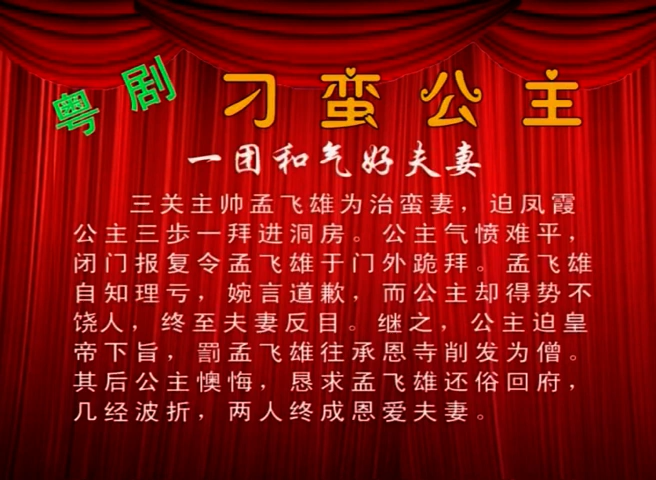 粤剧 刁蛮公主
一团和气好夫妻
三关主帅孟飞雄为治蛮妻，迫凤霞
公主三步一拜进洞房。公主气愤难平，
闭门报复令孟飞雄于门外跪拜。孟飞雄
自知理亏，婉言道歉，而公主却得势不
饶人，终至夫妻反目。继之，公主迫皇
帝下旨，罚孟飞雄往承恩寺削发为僧。
其后公主懊悔，恳求孟飞雄还俗回府，
几经波折，两人终成恩爱夫妻。